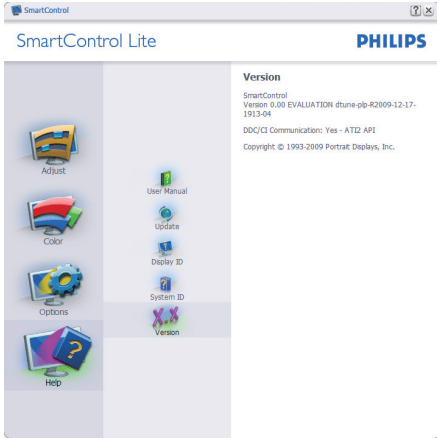 SmartControl
SmartControl Lite
PHILIPS
Adjust
Color
Options
Help
User Manual
Update
Display ID
System ID
X.X
Version
Version
SmartControl
Version 0.00 EVALUATION dtune-plp-R2009-12-17-
1913-04
DDC/CI Communication: Yes - ATI2 API
Copyright © 1993-2009 Portrait Displays, Inc.